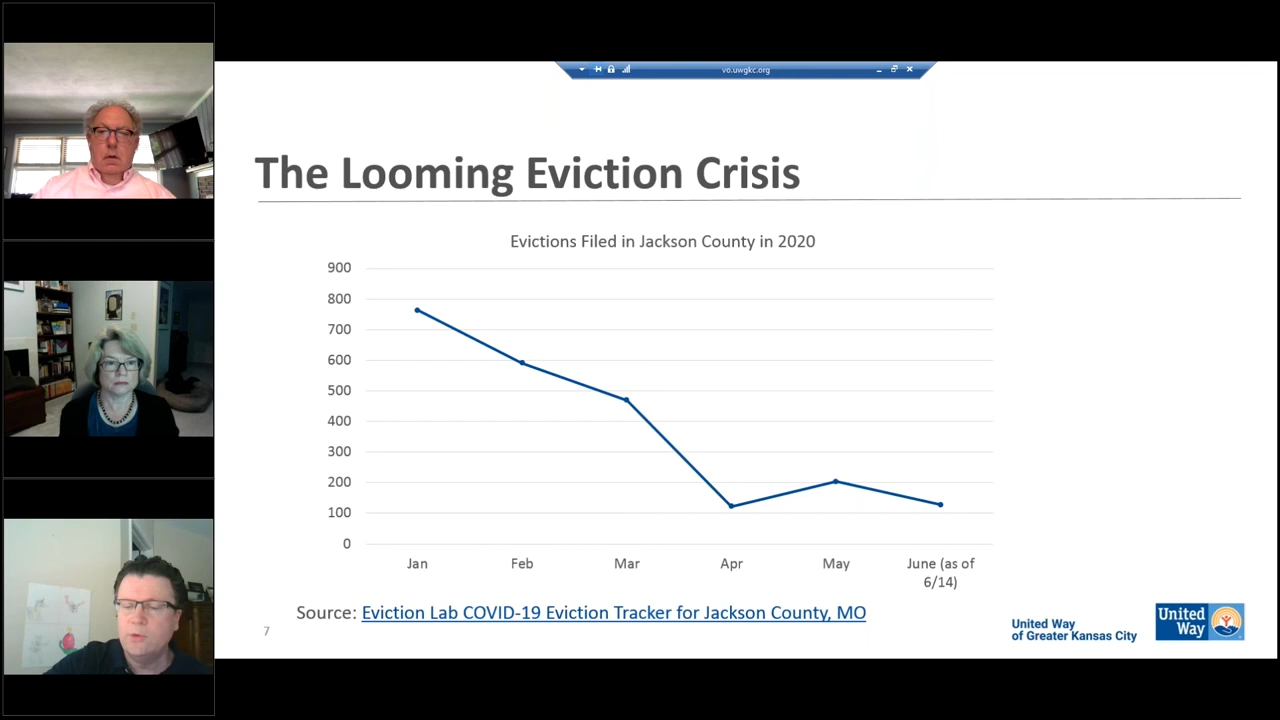 vo.uwgkc.org
The Looming Eviction Crisis
Evictions Filed in Jackson County in 2020
900
800
700
600
500
400
300
200
100
0
Jan
Feb
Mar
Apr
May
June (as of
6/14)
Source: Eviction Lab COVID-19 Eviction Tracker for Jackson County, MO
7
United Way
of Greater Kansas City
United
Way